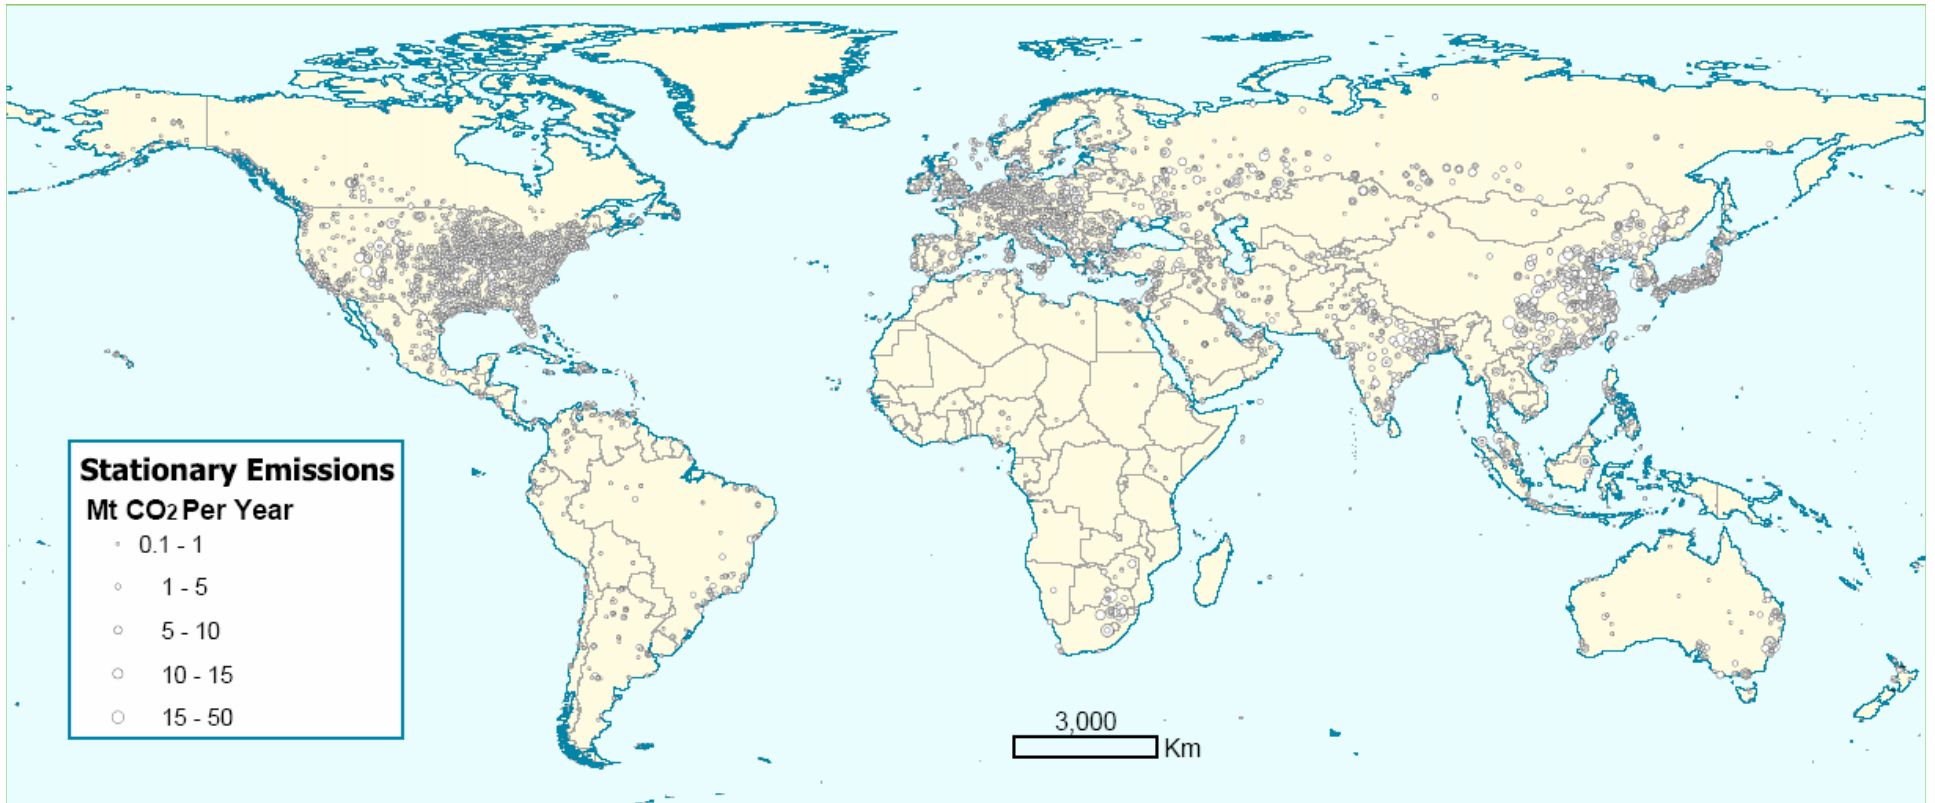 Stationary Emissions
Mt CO2 Per Year
0.1 - 1
1 - 5
5 - 10
10 - 15
15 - 50
3,000
Km